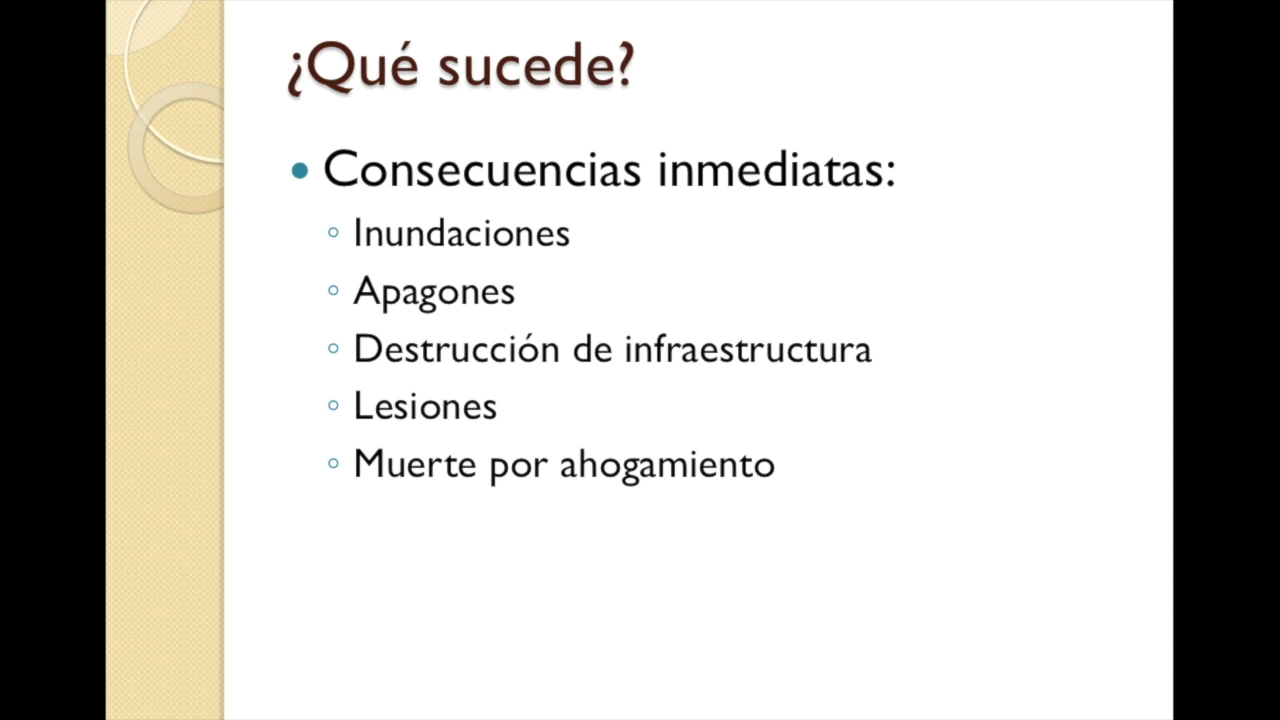 ¿Qué sucede?
• Consecuencias inmediatas:
◦ Inundaciones
◦ Apagones
◦ Destrucción de infraestructura
◦ Lesiones
◦ Muerte por ahogamiento